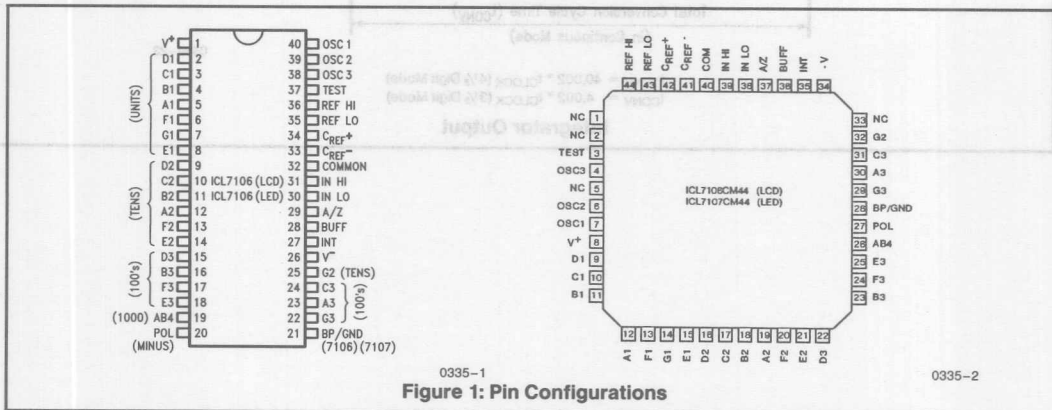 V+ 1 40 OSC 1
D1 2 39 OSC 2
C1 3 38 OSC 3
B1 4 37 TEST
(UNITS) A1 5 36 REF HI
F1 6 35 REF LO
G1 7 34 CREF+
E1 8 33 CREF−
D2 9 32 COMMON
C2 10 ICL7106 (LCD) 31 IN HI
(TENS) B2 11 ICL7106 (LED) 30 IN LO
A2 12 29 A/Z
F2 13 28 BUFF
E2 14 27 INT
D3 15 26 V−
(100's) B3 16 25 G2 (TENS)
F3 17 24 C3
E3 18 23 A3 (100's)
(1000) AB4 19 22 G3
POL 20 21 BP/GND
(MINUS) (7106) (7107)
0335–1
REF HI REF LO CREF+ CREF- COM IN HI IN LO A/Z BUFF INT -V
44 43 42 41 40 39 38 37 36 35 34
NC 1
NC 2
TEST 3
OSC3 4
NC 5
OSC2 6
OSC1 7
V+ 8
D1 9
C1 10
B1 11
ICL7106CM44 (LCD)
ICL7107CM44 (LED)
33 NC
32 G2
31 C3
30 A3
29 G3
28 BP/GND
27 POL
26 AB4
25 E3
24 F3
23 B3
12 13 14 15 16 17 18 19 20 21 22
A1 F1 G1 E1 D2 C2 B2 A2 F2 E2 D3
0335–2
Figure 1: Pin Configurations